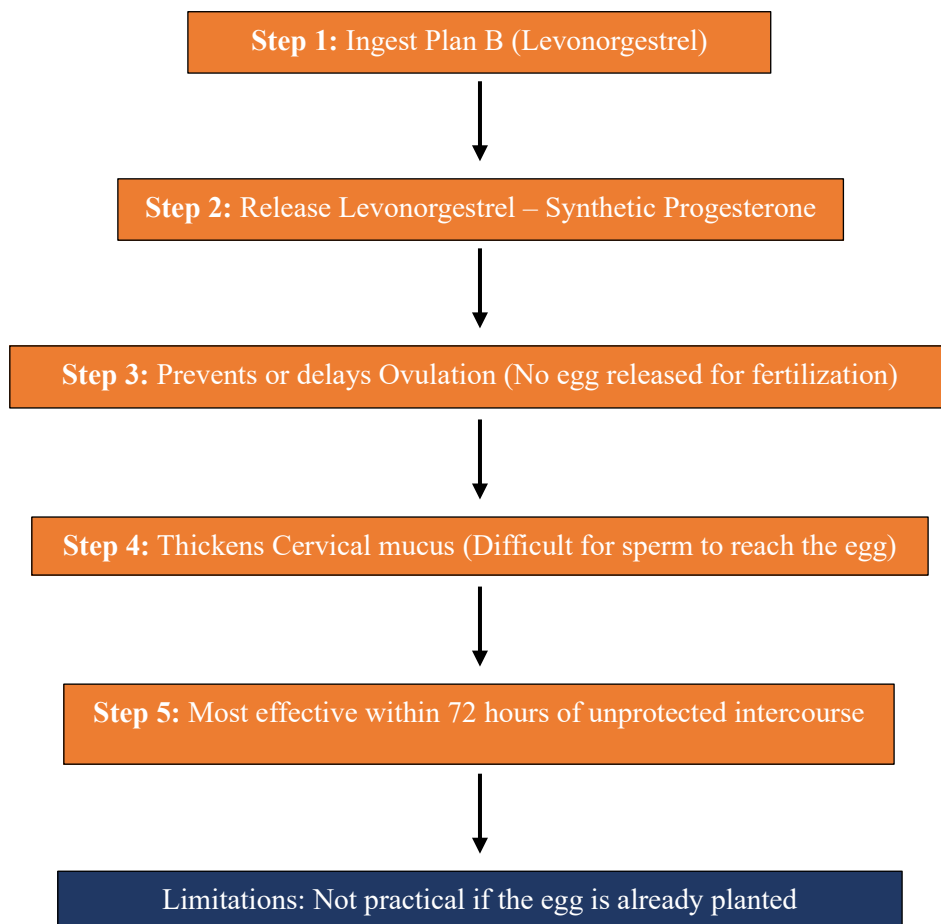 Step 1: Ingest Plan B (Levonorgestrel)
Step 2: Release Levonorgestrel – Synthetic Progesterone
Step 3: Prevents or delays Ovulation (No egg released for fertilization)
Step 4: Thickens Cervical mucus (Difficult for sperm to reach the egg)
Step 5: Most effective within 72 hours of unprotected intercourse
Limitations: Not practical if the egg is already planted